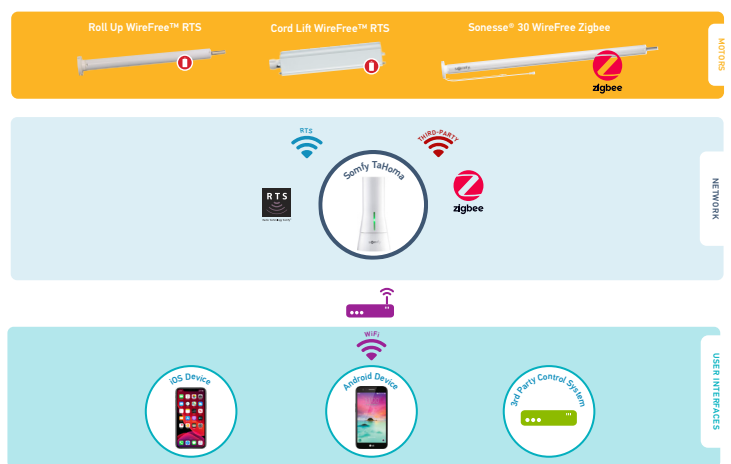 Roll Up WireFree™ RTS
Cord Lift WireFree™ RTS
Sonesse® 30 WireFree Zigbee
somfy
zigbee
MOTORS
RTS
THIRD-PARTY
Somfy TaHoma
RTS
zigbee
NETWORK
WiFi
iOS Device
Android Device
3rd Party Control System
USER INTERFACES